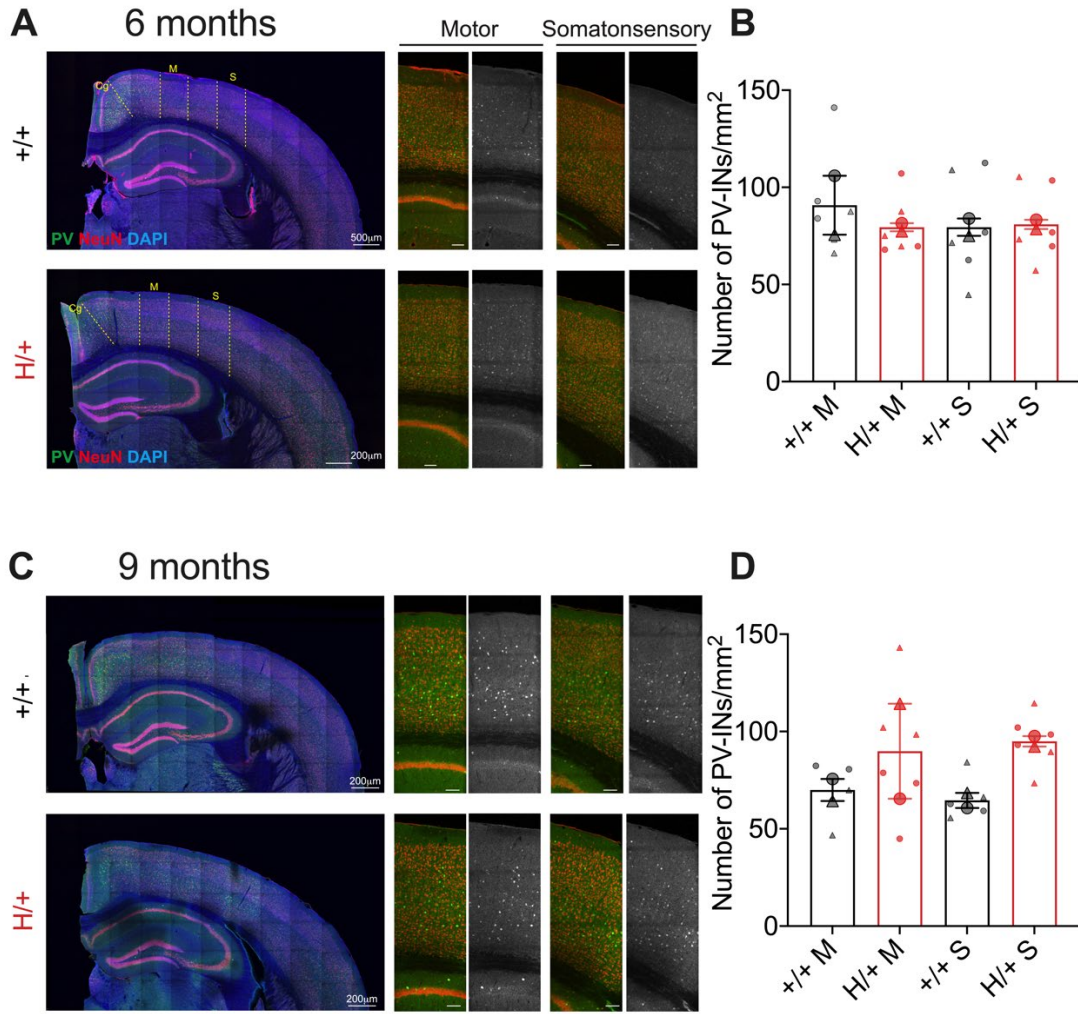 A 6 months
Motor Somatonsensory
B
+/+
Cg M S
PV NeuN DAPI
500µm
H/+
Cg M S
PV NeuN DAPI
200µm
Number of PV-INs/mm²
150
100
50
0
+/+ M
H/+ M
+/+ S
H/+ S
C 9 months
D
+/+.
200µm
H/+
200µm
Number of PV-INs/mm²
150
100
50
0
+/+ M
H/+ M
+/+ S
H/+ S